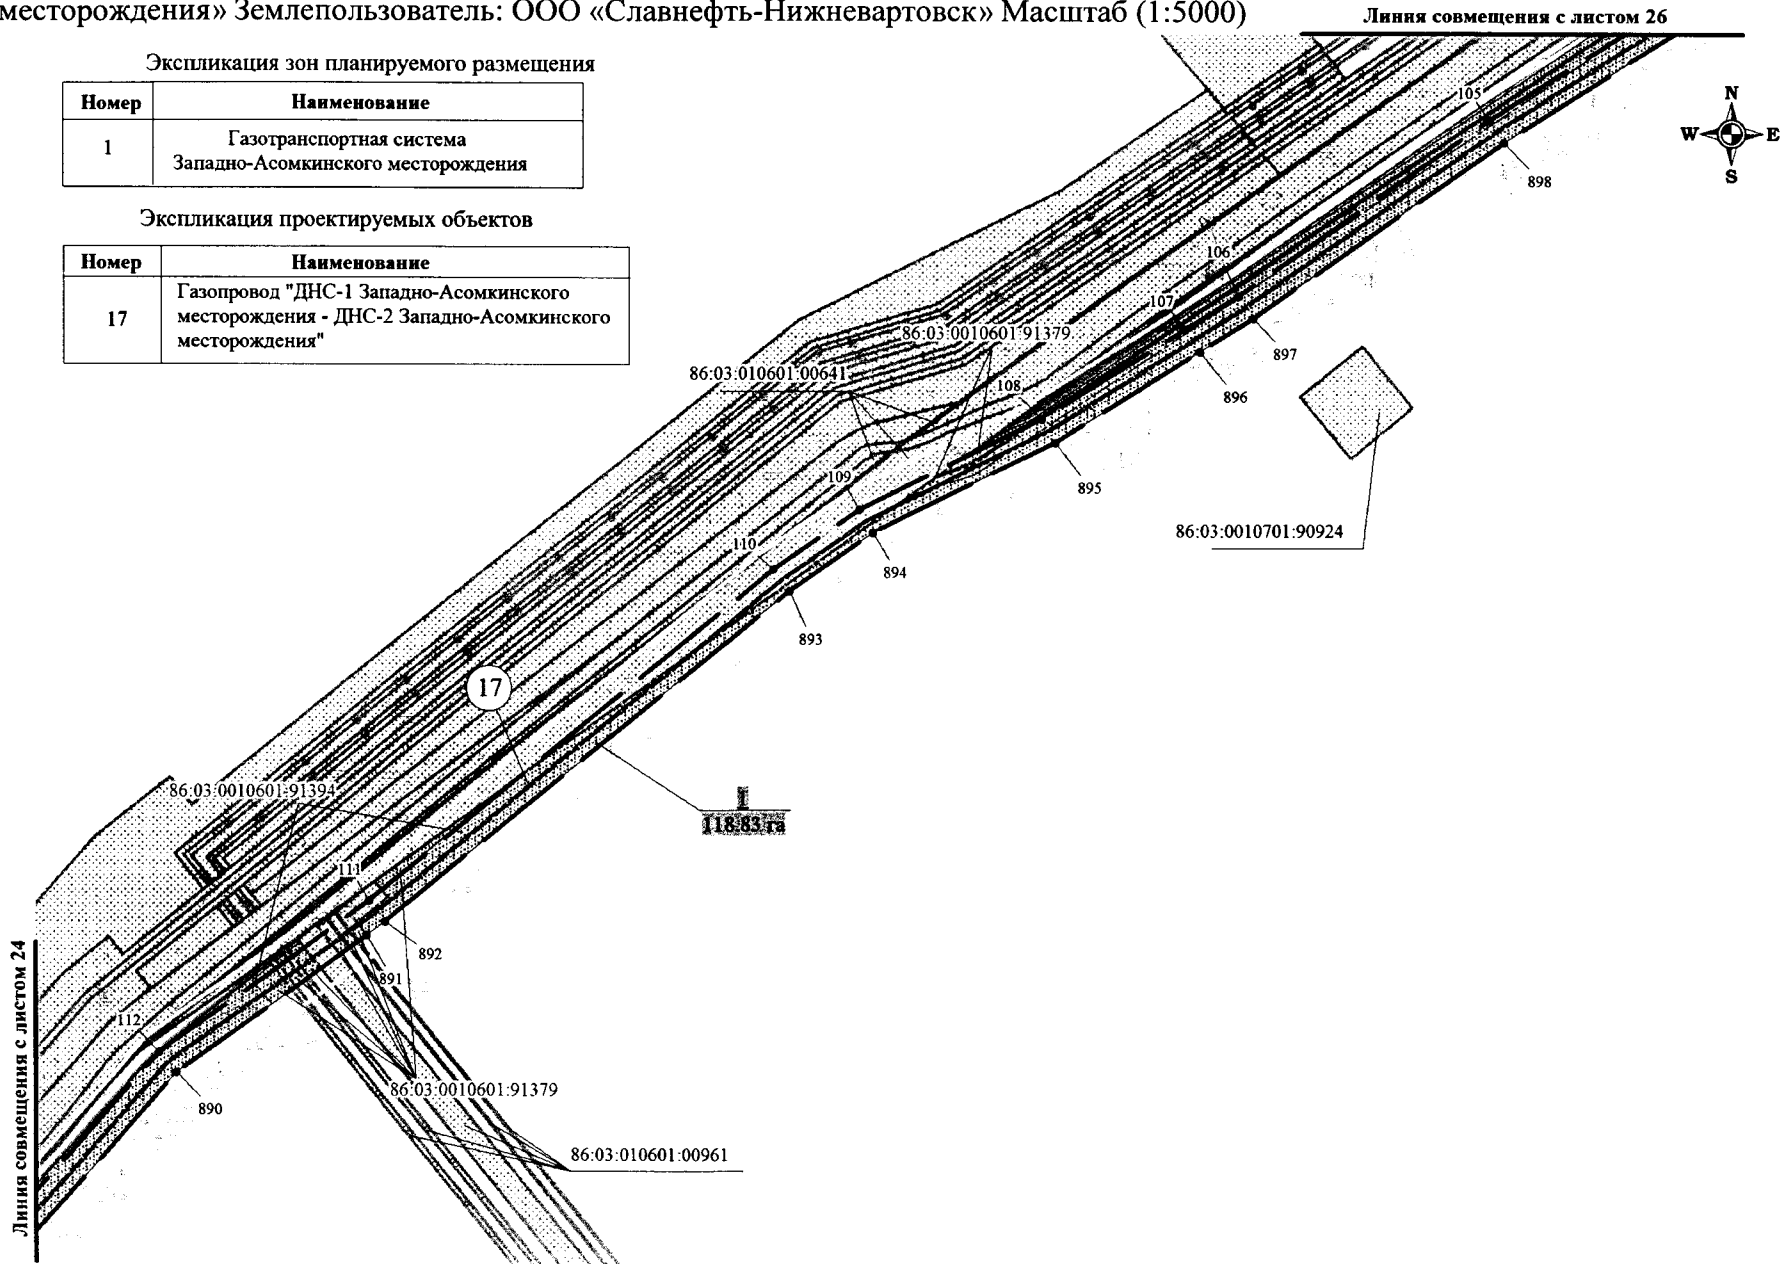 месторождения» Землепользователь: ООО «Славнефть-Нижневартовск» Масштаб (1:5000)
Линия совмещения с листом 26
Экспликация зон планируемого размещения
Номер Наименование
1 Газотранспортная система
Западно-Асомкинского месторождения
Экспликация проектируемых объектов
Номер Наименование
17 Газопровод "ДНС-1 Западно-Асомкинского
месторождения - ДНС-2 Западно-Асомкинского
месторождения"
N
W E
S
105
898
106
107
897
896
86:03:0010601:91379
86:03:010601:00641
108
895
109
86:03:0010701:90924
110
894
893
17
86:03:0010601:91394
1
118.83 га
111
892
891
112
86:03:0010601:91379
890
86:03:010601:00961
Линия совмещения с листом 24